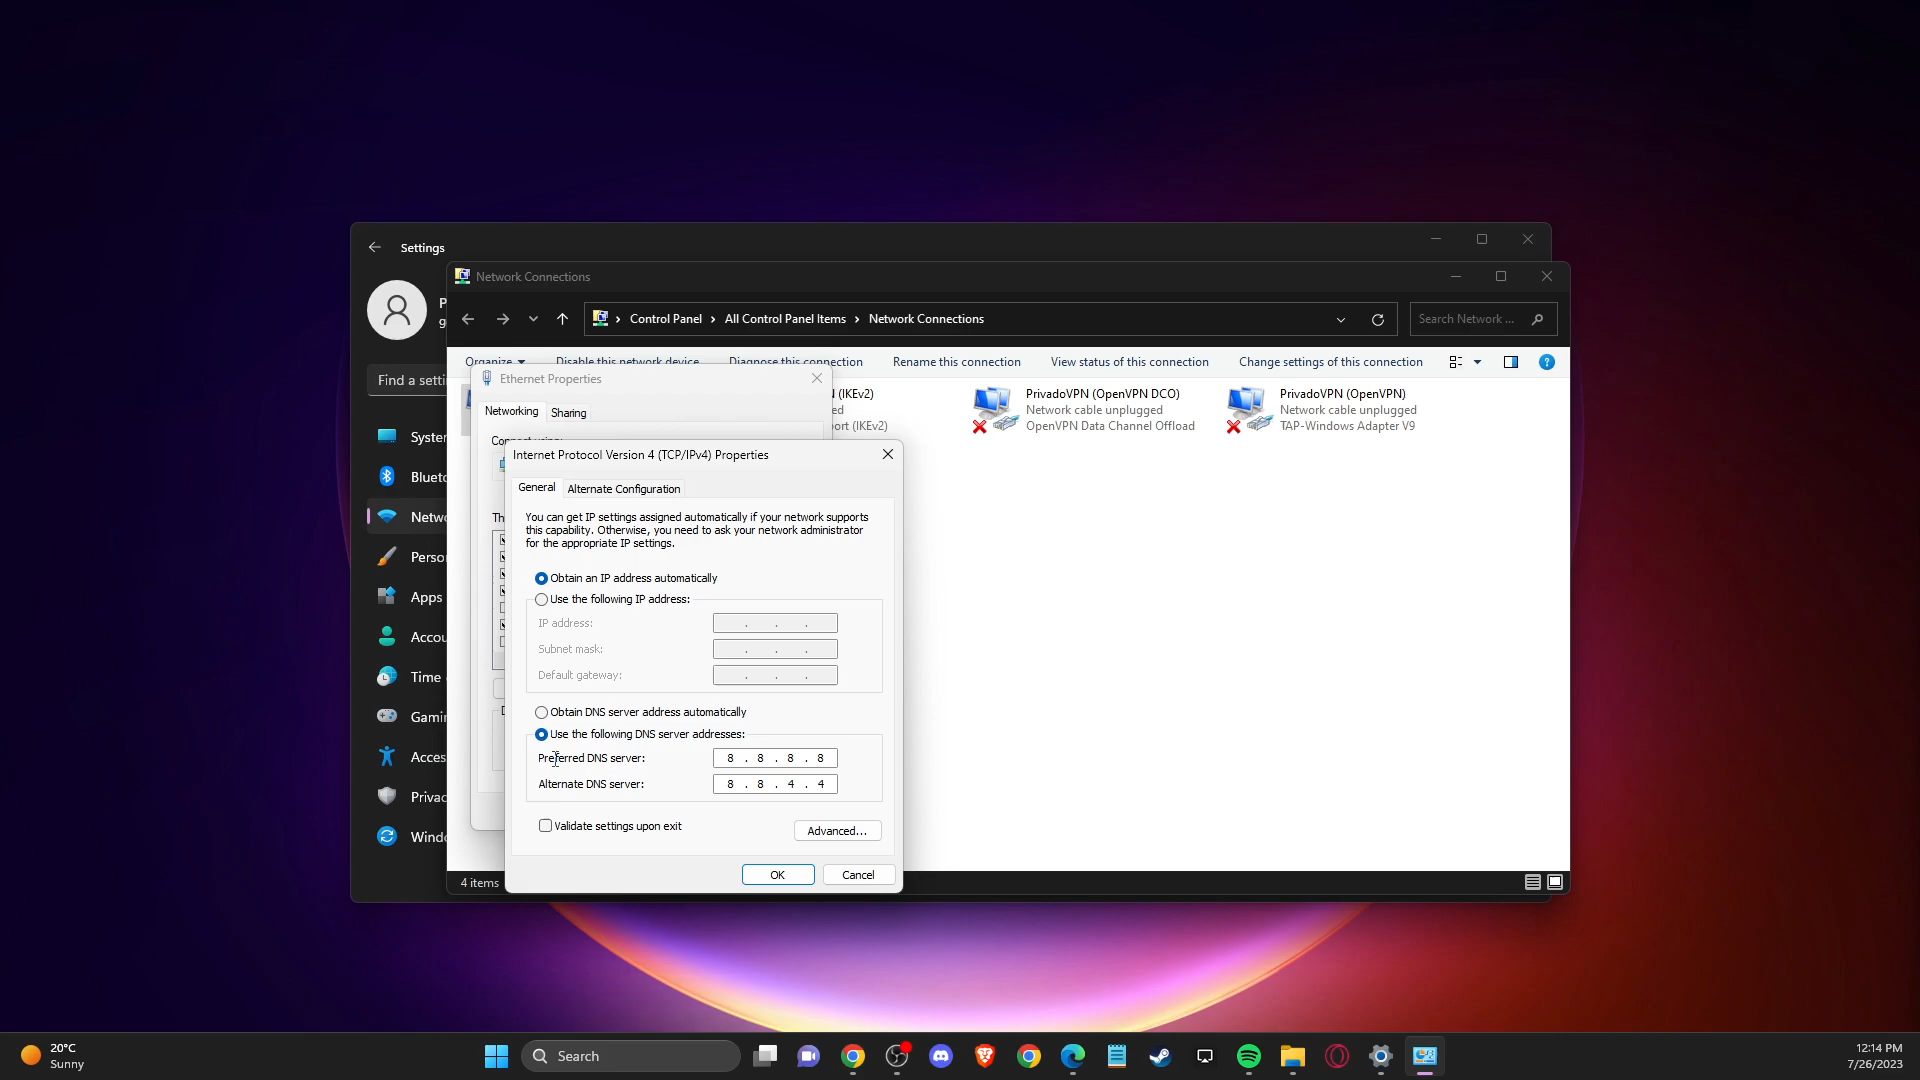 Settings
Network Connections
Control Panel
All Control Panel Items
Network Connections
Search Network ...
Organize
Disable this network device
Diagnose this connection
Rename this connection
View status of this connection
Change settings of this connection
Find a setti
Ethernet Properties
Networking
Sharing
(IKEv2)
PrivadoVPN (OpenVPN DCO)
Network cable unplugged
OpenVPN Data Channel Offload
PrivadoVPN (OpenVPN)
Network cable unplugged
TAP-Windows Adapter V9
ed
ort (IKEv2)
Connect using:
Internet Protocol Version 4 (TCP/IPv4) Properties
General
Alternate Configuration
You can get IP settings assigned automatically if your network supports
this capability. Otherwise, you need to ask your network administrator
for the appropriate IP settings.
Obtain an IP address automatically
Use the following IP address:
IP address:
Subnet mask:
Default gateway:
Obtain DNS server address automatically
Use the following DNS server addresses:
Preferred DNS server: 8 . 8 . 8 . 8
Alternate DNS server: 8 . 8 . 4 . 4
Validate settings upon exit
Advanced...
OK
Cancel
Syste
Blueto
Netwo
Perso
Apps
Accou
Time
Gami
Acces
Privac
Windo
4 items
20°C
Sunny
Search
12:14 PM
7/26/2023